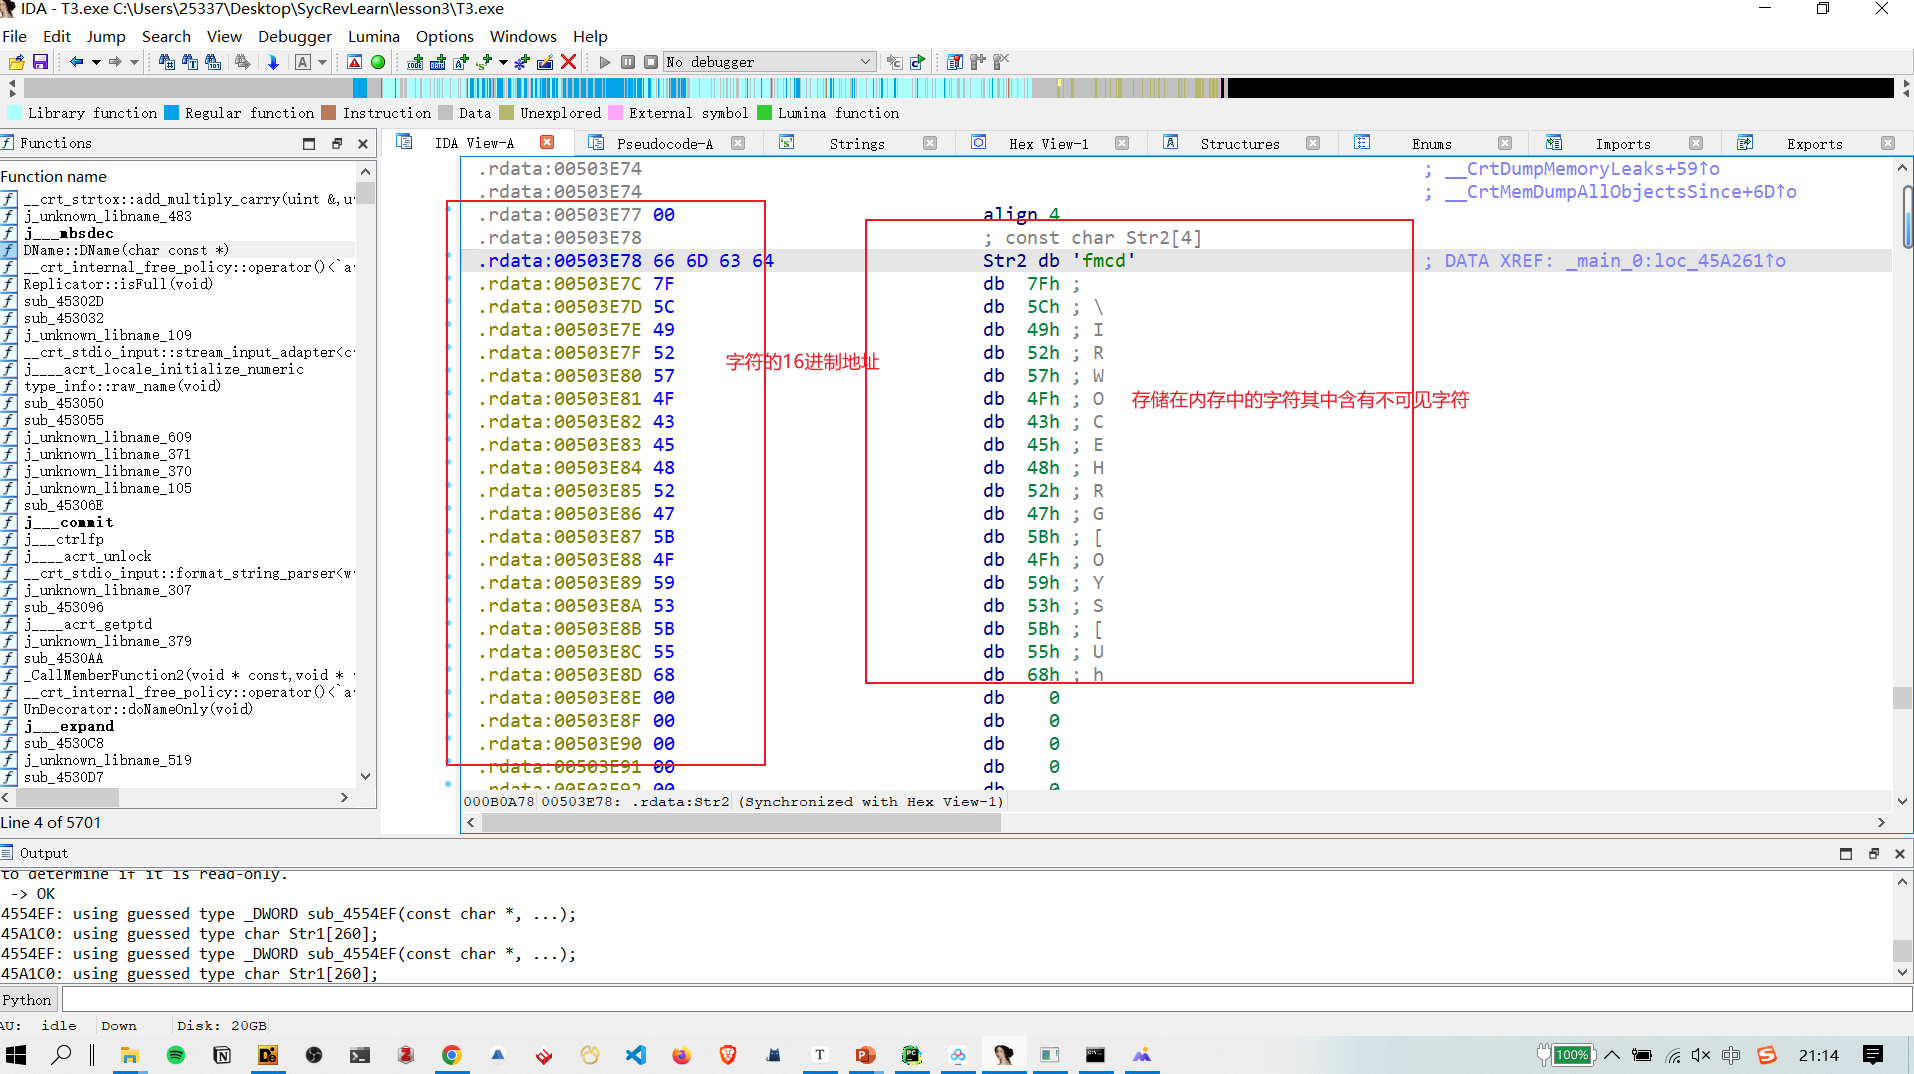 IDA - T3.exe C:\Users\25337\Desktop\SycRevLearn\lesson3\T3.exe
File Edit Jump Search View Debugger Lumina Options Windows Help
No debugger
Library function Regular function Instruction Data Unexplored External symbol Lumina function
Functions
IDA View-A Pseudocode-A Strings Hex View-1 Structures Enums Imports Exports
Function name
__crt_strtox::add_multiply_carry(uint &,u
j_unknown_libname_483
j___mbsdec
DName::DName(char const *)
__crt_internal_free_policy::operator()<`a
Replicator::isFull(void)
sub_45302D
sub_453032
j_unknown_libname_109
__crt_stdio_input::stream_input_adapter<c
j____acrt_locale_initialize_numeric
type_info::raw_name(void)
sub_453050
sub_453055
j_unknown_libname_609
j_unknown_libname_371
j_unknown_libname_370
j_unknown_libname_105
sub_45306E
j___commit
j___ctrlfp
j____acrt_unlock
__crt_stdio_input::format_string_parser<w
j_unknown_libname_307
sub_453096
j____acrt_getptd
j_unknown_libname_379
sub_4530AA
_CallMemberFunction2(void * const,void *
__crt_internal_free_policy::operator()<`a
UnDecorator::doNameOnly(void)
j___expand
sub_4530C8
j_unknown_libname_519
sub_4530D7
Line 4 of 5701
.rdata:00503E74 ; __CrtDumpMemoryLeaks+59↑o
.rdata:00503E74 ; __CrtMemDumpAllObjectsSince+6D↑o
.rdata:00503E77 00 align 4
.rdata:00503E78 ; const char Str2[4]
.rdata:00503E78 66 6D 63 64 Str2 db 'fmcd' ; DATA XREF: _main_0:loc_45A261↑o
.rdata:00503E7C 7F db 7Fh ;
.rdata:00503E7D 5C db 5Ch ; \
.rdata:00503E7E 49 db 49h ; I
.rdata:00503E7F 52 db 52h ; R
字符的16进制地址
.rdata:00503E80 57 db 57h ; W
.rdata:00503E81 4F db 4Fh ; O
存储在内存中的字符其中含有不可见字符
.rdata:00503E82 43 db 43h ; C
.rdata:00503E83 45 db 45h ; E
.rdata:00503E84 48 db 48h ; H
.rdata:00503E85 52 db 52h ; R
.rdata:00503E86 47 db 47h ; G
.rdata:00503E87 5B db 5Bh ; [
.rdata:00503E88 4F db 4Fh ; O
.rdata:00503E89 59 db 59h ; Y
.rdata:00503E8A 53 db 53h ; S
.rdata:00503E8B 5B db 5Bh ; [
.rdata:00503E8C 55 db 55h ; U
.rdata:00503E8D 68 db 68h ; h
.rdata:00503E8E 00 db 0
.rdata:00503E8F 00 db 0
.rdata:00503E90 00 db 0
.rdata:00503E91 00 db 0
.rdata:00503E92 00 db 0
000B0A78 00503E78: .rdata:Str2 (Synchronized with Hex View-1)
Output
to determine if it is read-only.
-> OK
4554EF: using guessed type _DWORD sub_4554EF(const char *, ...);
45A1C0: using guessed type char Str1[260];
4554EF: using guessed type _DWORD sub_4554EF(const char *, ...);
45A1C0: using guessed type char Str1[260];
Python
AU: idle Down Disk: 20GB
100% 中 21:14